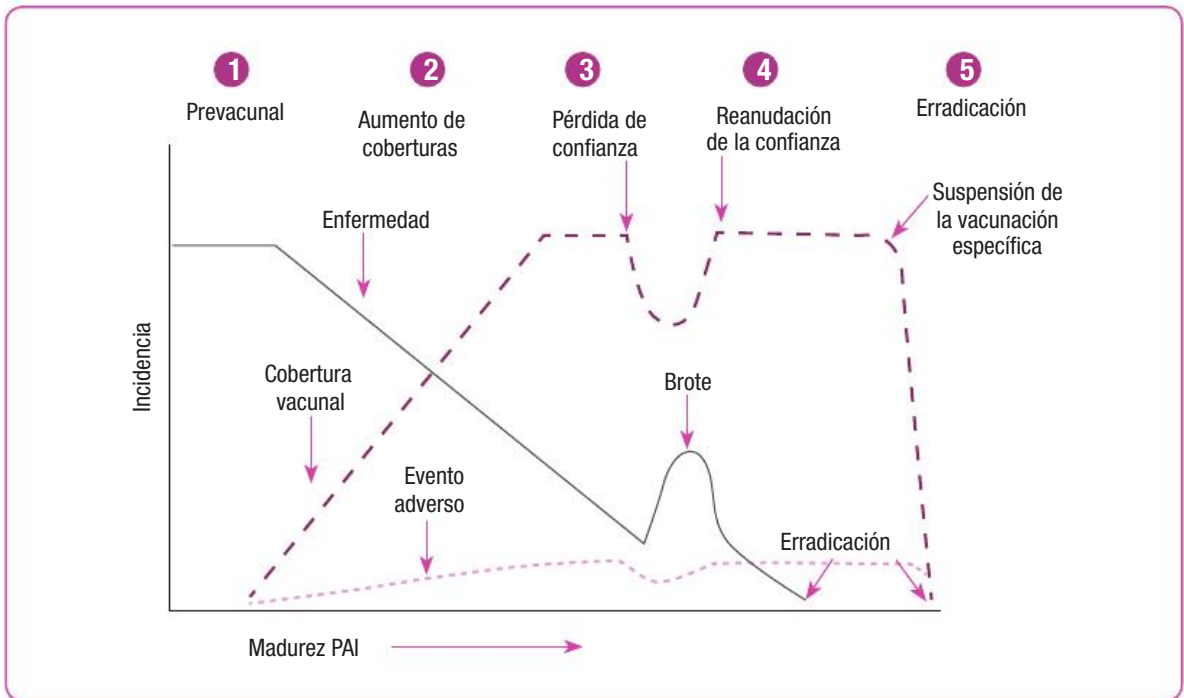 1
Prevacunal
2
Aumento de
coberturas
3
Pérdida de
confianza
4
Reanudación
de la confianza
5
Erradicación
Enfermedad
Suspensión de
la vacunación
específica
Incidencia
Cobertura
vacunal
Brote
Evento
adverso
Erradicación
Madurez PAI